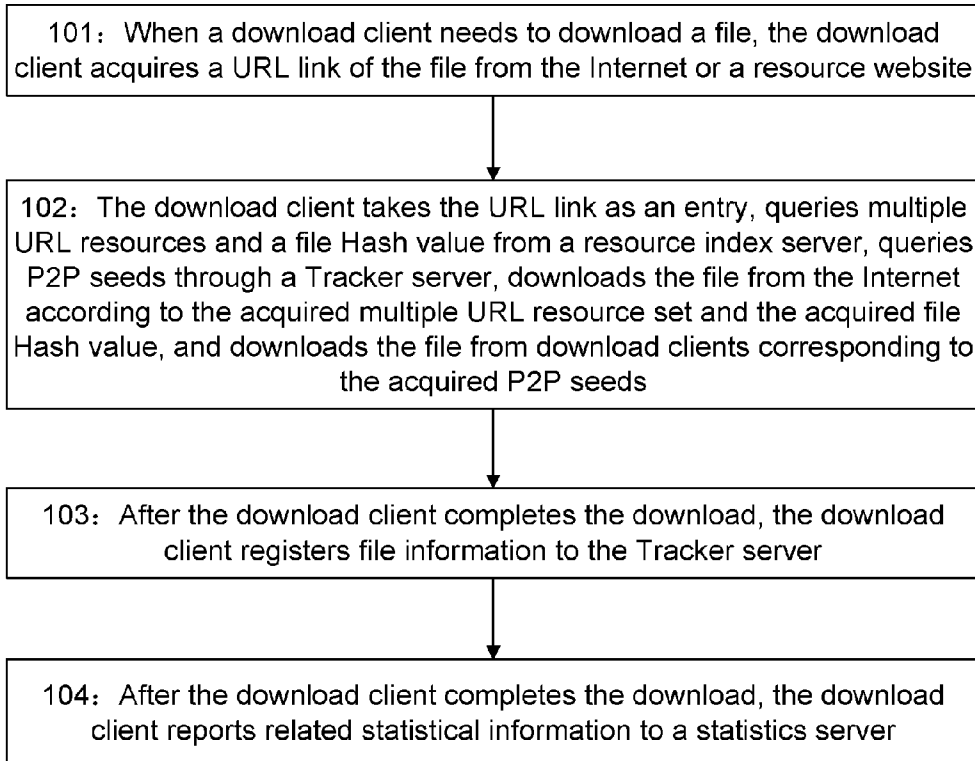 101：When a download client needs to download a file, the download
client acquires a URL link of the file from the Internet or a resource website
102：The download client takes the URL link as an entry, queries multiple
URL resources and a file Hash value from a resource index server, queries
P2P seeds through a Tracker server, downloads the file from the Internet
according to the acquired multiple URL resource set and the acquired file
Hash value, and downloads the file from download clients corresponding to
the acquired P2P seeds
103：After the download client completes the download, the download
client registers file information to the Tracker server
104：After the download client completes the download, the download
client reports related statistical information to a statistics server